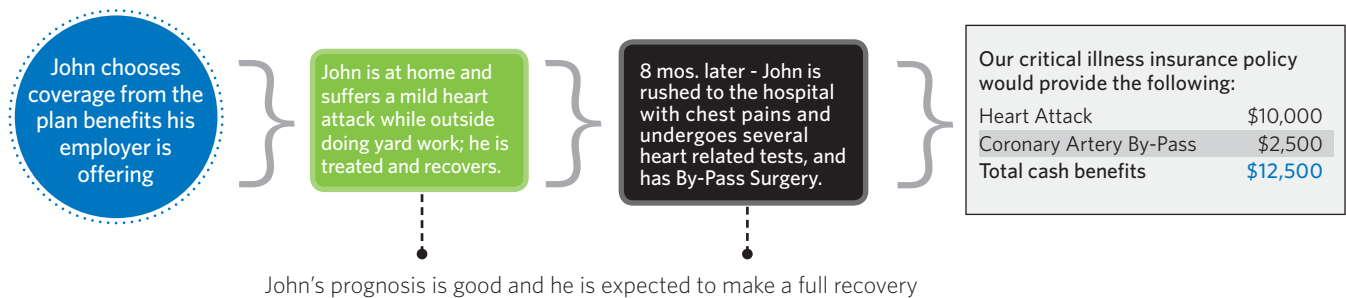 John chooses
coverage from the
plan benefits his
employer is
offering
John is at home and
suffers a mild heart
attack while outside
doing yard work; he is
treated and recovers.
8 mos. later - John is
rushed to the hospital
with chest pains and
undergoes several
heart related tests, and
has By-Pass Surgery.
Our critical illness insurance policy
would provide the following:
Heart Attack $10,000
Coronary Artery By-Pass $2,500
Total cash benefits $12,500
John’s prognosis is good and he is expected to make a full recovery